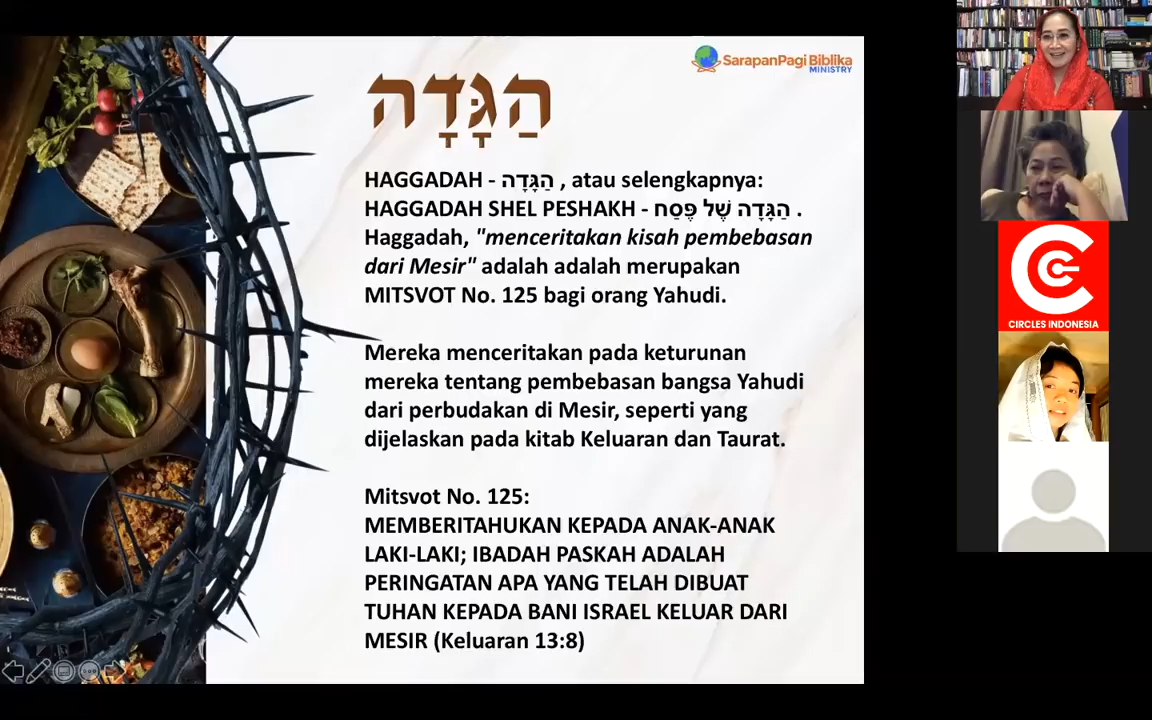 SarapanPagi Biblika
MINISTRY
הַגָּדָה
HAGGADAH - הַגָּדָה , atau selengkapnya:
HAGGADAH SHEL PESHAKH - הַגָּדָה שֶׁל פֶּסַח .
Haggadah, "menceritakan kisah pembebasan
dari Mesir" adalah adalah merupakan
MITSVOT No. 125 bagi orang Yahudi.
Mereka menceritakan pada keturunan
mereka tentang pembebasan bangsa Yahudi
dari perbudakan di Mesir, seperti yang
dijelaskan pada kitab Keluaran dan Taurat.
Mitsvot No. 125:
MEMBERITAHUKAN KEPADA ANAK-ANAK
LAKI-LAKI; IBADAH PASKAH ADALAH
PERINGATAN APA YANG TELAH DIBUAT
TUHAN KEPADA BANI ISRAEL KELUAR DARI
MESIR (Keluaran 13:8)
CIRCLES INDONESIA